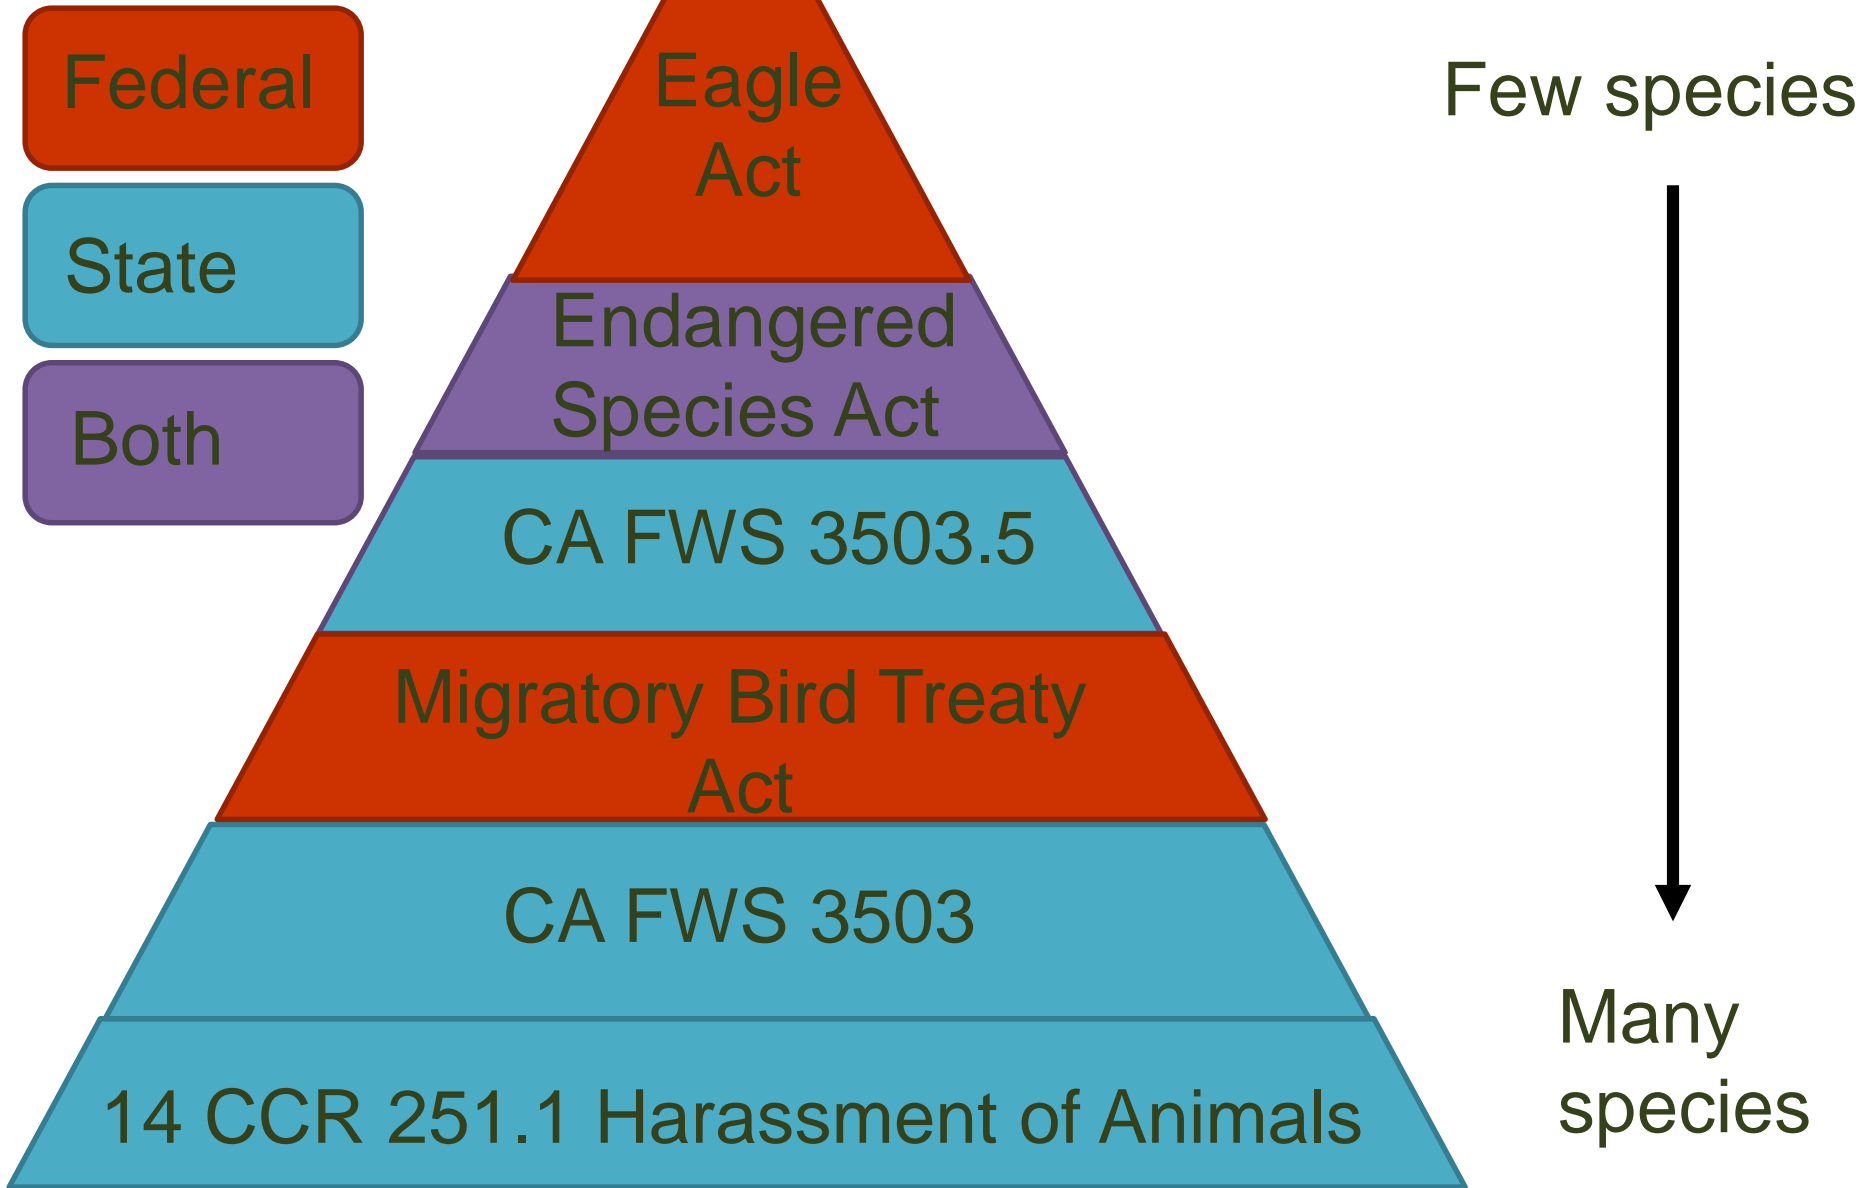 Federal
State
Both
Eagle
Act
Endangered
Species Act
CA FWS 3503.5
Migratory Bird Treaty
Act
CA FWS 3503
14 CCR 251.1 Harassment of Animals
Few species
Many
species